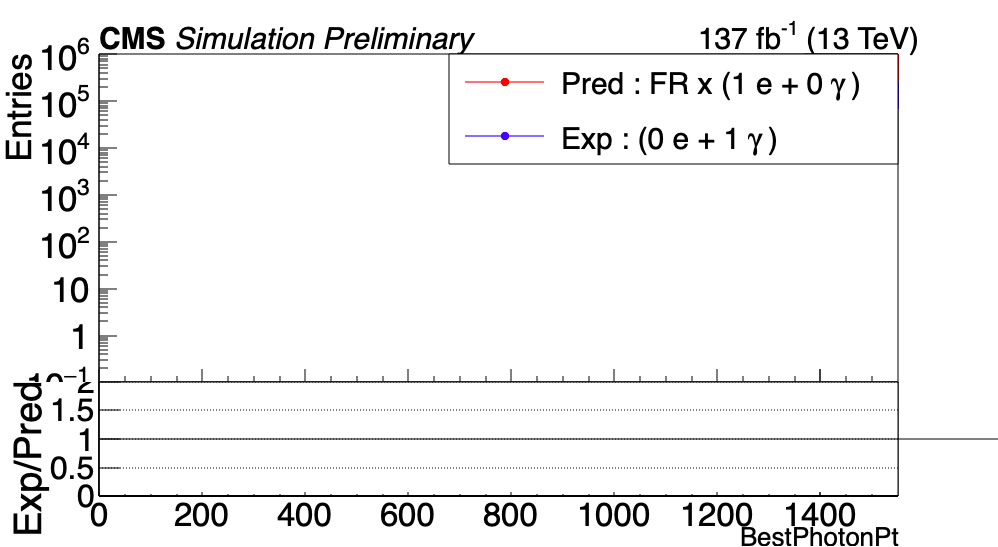 CMS Simulation Preliminary 137 fb⁻¹ (13 TeV)
Entries
10⁶
10⁵
10⁴
10³
10²
10
1
Pred : FR x (1 e + 0 γ)
Exp : (0 e + 1 γ)
Exp/Pred.
1.5
1
0.5
0
0 200 400 600 800 1000 1200 1400
BestPhotonPt